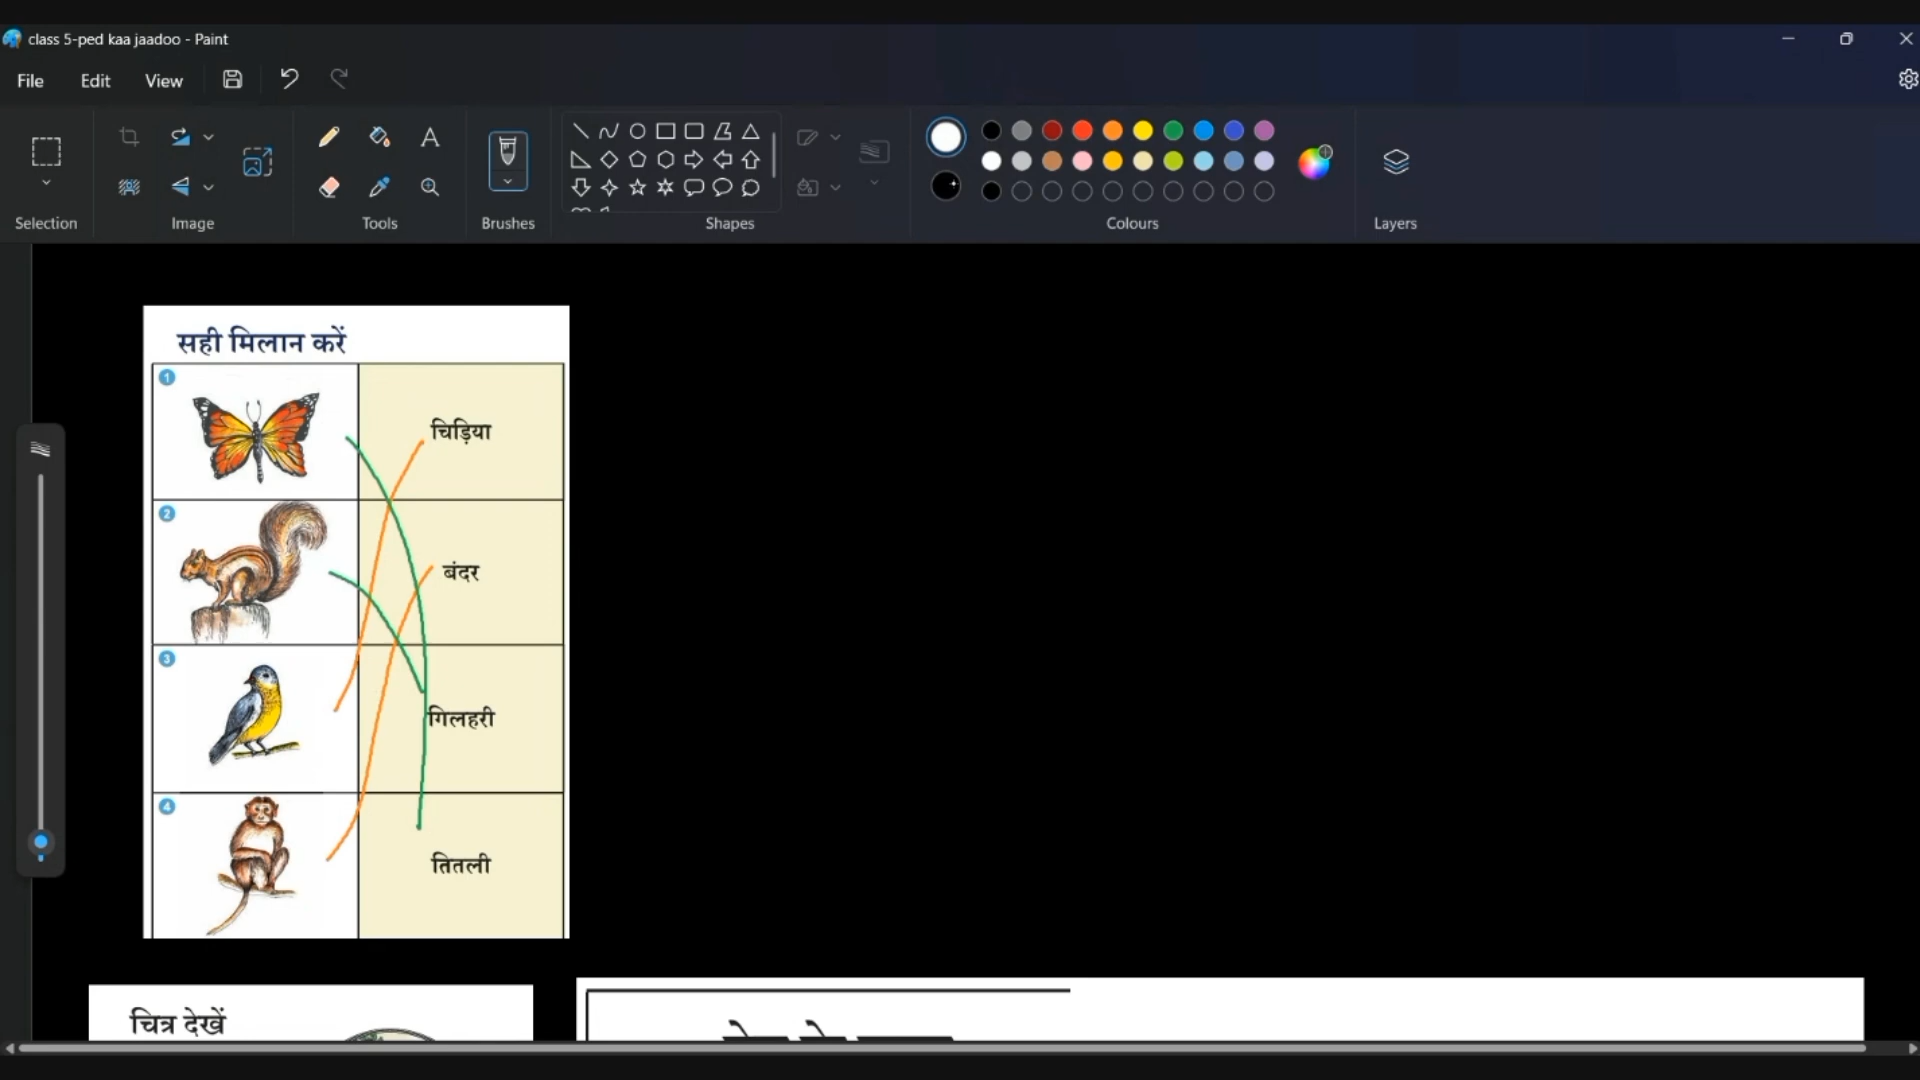 class 5-ped kaa jaadoo - Paint
File Edit View
Selection Image Tools Brushes Shapes Colours Layers
सही मिलान करें
1 चिड़िया
2 बंदर
3 गिलहरी
4 तितली
चित्र देखें